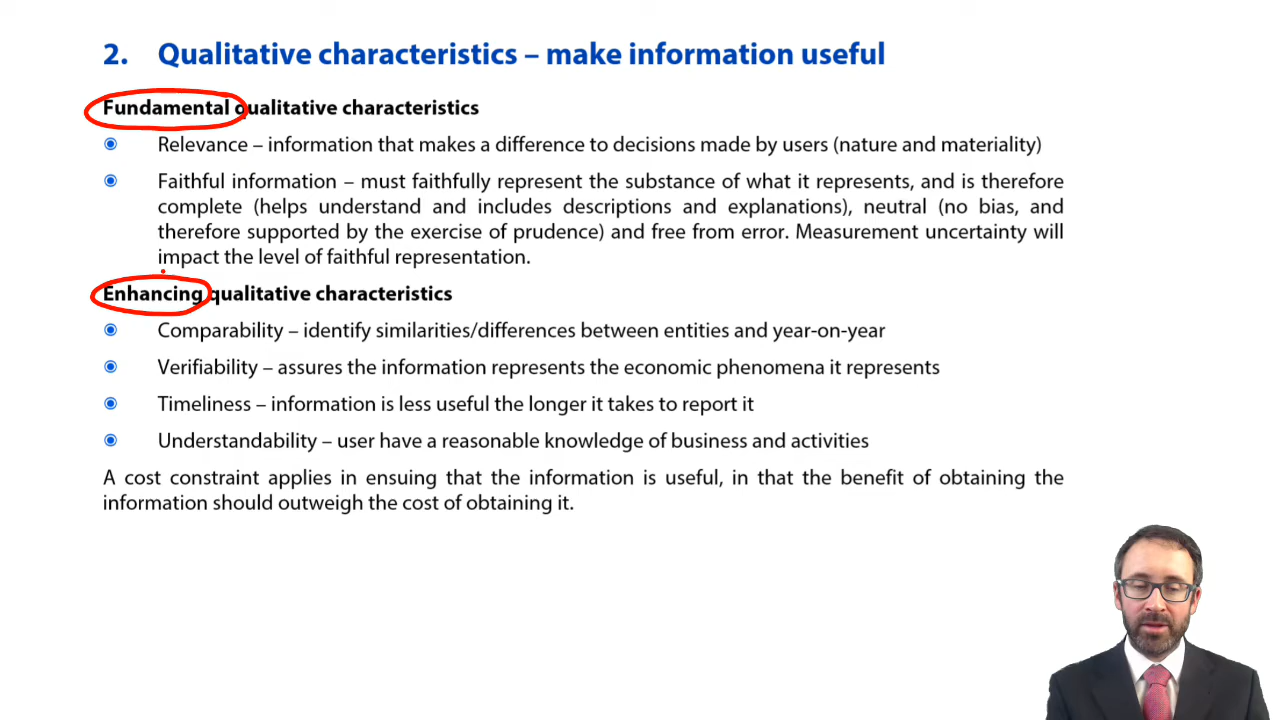 2. Qualitative characteristics – make information useful
Fundamental qualitative characteristics
Relevance – information that makes a difference to decisions made by users (nature and materiality)
Faithful information – must faithfully represent the substance of what it represents, and is therefore
complete (helps understand and includes descriptions and explanations), neutral (no bias, and
therefore supported by the exercise of prudence) and free from error. Measurement uncertainty will
impact the level of faithful representation.
Enhancing qualitative characteristics
Comparability – identify similarities/differences between entities and year-on-year
Verifiability – assures the information represents the economic phenomena it represents
Timeliness – information is less useful the longer it takes to report it
Understandability – user have a reasonable knowledge of business and activities
A cost constraint applies in ensuing that the information is useful, in that the benefit of obtaining the
information should outweigh the cost of obtaining it.